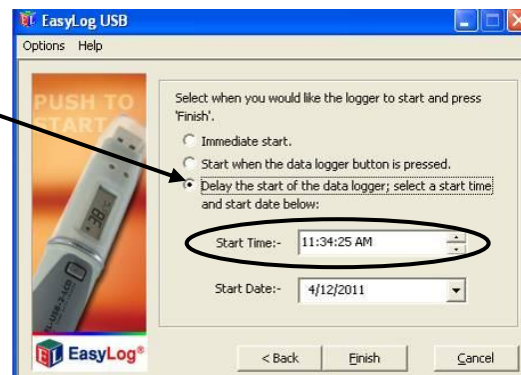 EasyLog USB
Options Help
PUSH TO
START
Select when you would like the logger to start and press
'Finish'.
Immediate start.
Start when the data logger button is pressed.
Delay the start of the data logger; select a start time
and start date below:
Start Time:- 11:34:25 AM
Start Date:- 4/12/2011
EasyLog®
< Back Finish Cancel